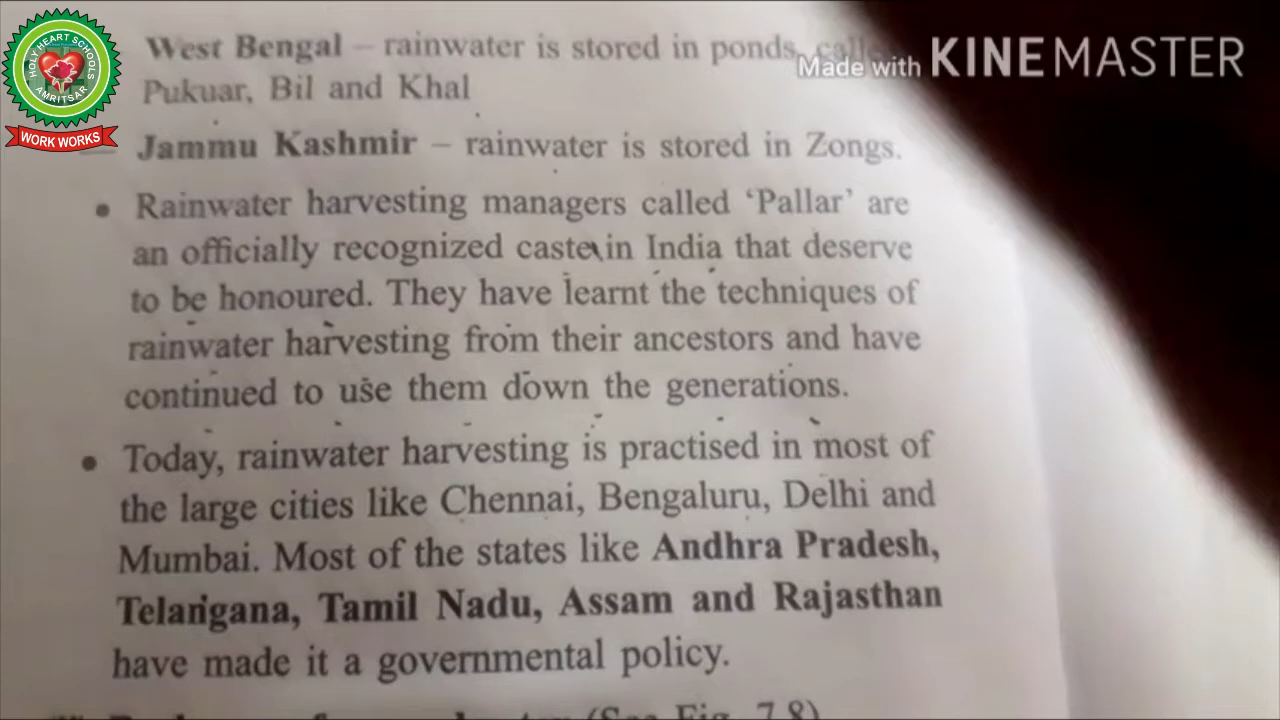 West Bengal – rainwater is stored in ponds,
Pukuar, Bil and Khal
Jammu Kashmir – rainwater is stored in Zongs.
• Rainwater harvesting managers called ‘Pallar’ are
an officially recognized caste in India that deserve
to be honoured. They have learnt the techniques of
rainwater harvesting from their ancestors and have
continued to use them down the generations.
• Today, rainwater harvesting is practised in most of
the large cities like Chennai, Bengaluru, Delhi and
Mumbai. Most of the states like Andhra Pradesh,
Telangana, Tamil Nadu, Assam and Rajasthan
have made it a governmental policy.
(See Fig. 7.8)
Made with KINEMASTER
HOLY HEART SCHOOLS
AMRITSAR
WORK WORKS